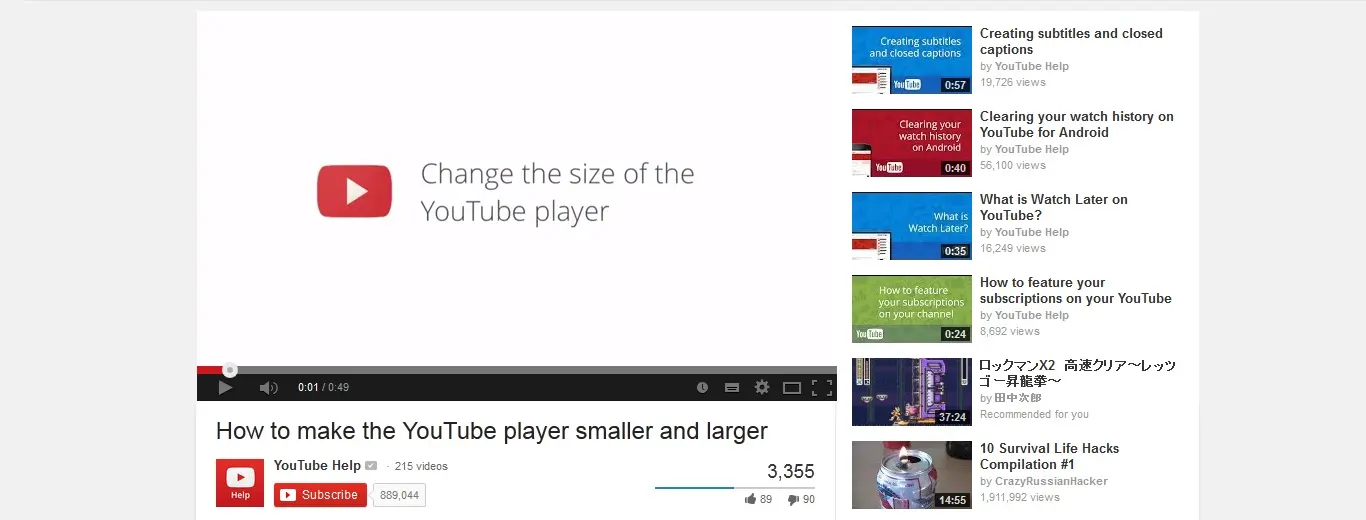 Change the size of the
YouTube player
0:01 / 0:49
How to make the YouTube player smaller and larger
Help
YouTube Help · 215 videos
Subscribe 889,044
3,355
89 90
Creating subtitles
and closed captions
YouTube
0:57
Creating subtitles and closed
captions
by YouTube Help
19,726 views
Clearing your
watch history
on Android
YouTube
0:40
Clearing your watch history on
YouTube for Android
by YouTube Help
56,100 views
What is
Watch Later?
0:35
What is Watch Later on
YouTube?
by YouTube Help
16,249 views
How to feature
your subscriptions
on your channel
YouTube
0:24
How to feature your
subscriptions on your YouTube
by YouTube Help
8,692 views
37:24
ロックマンX2 高速クリア～レッツ
ゴー昇龍拳～
by 田中次郎
Recommended for you
14:55
10 Survival Life Hacks
Compilation #1
by CrazyRussianHacker
1,911,992 views